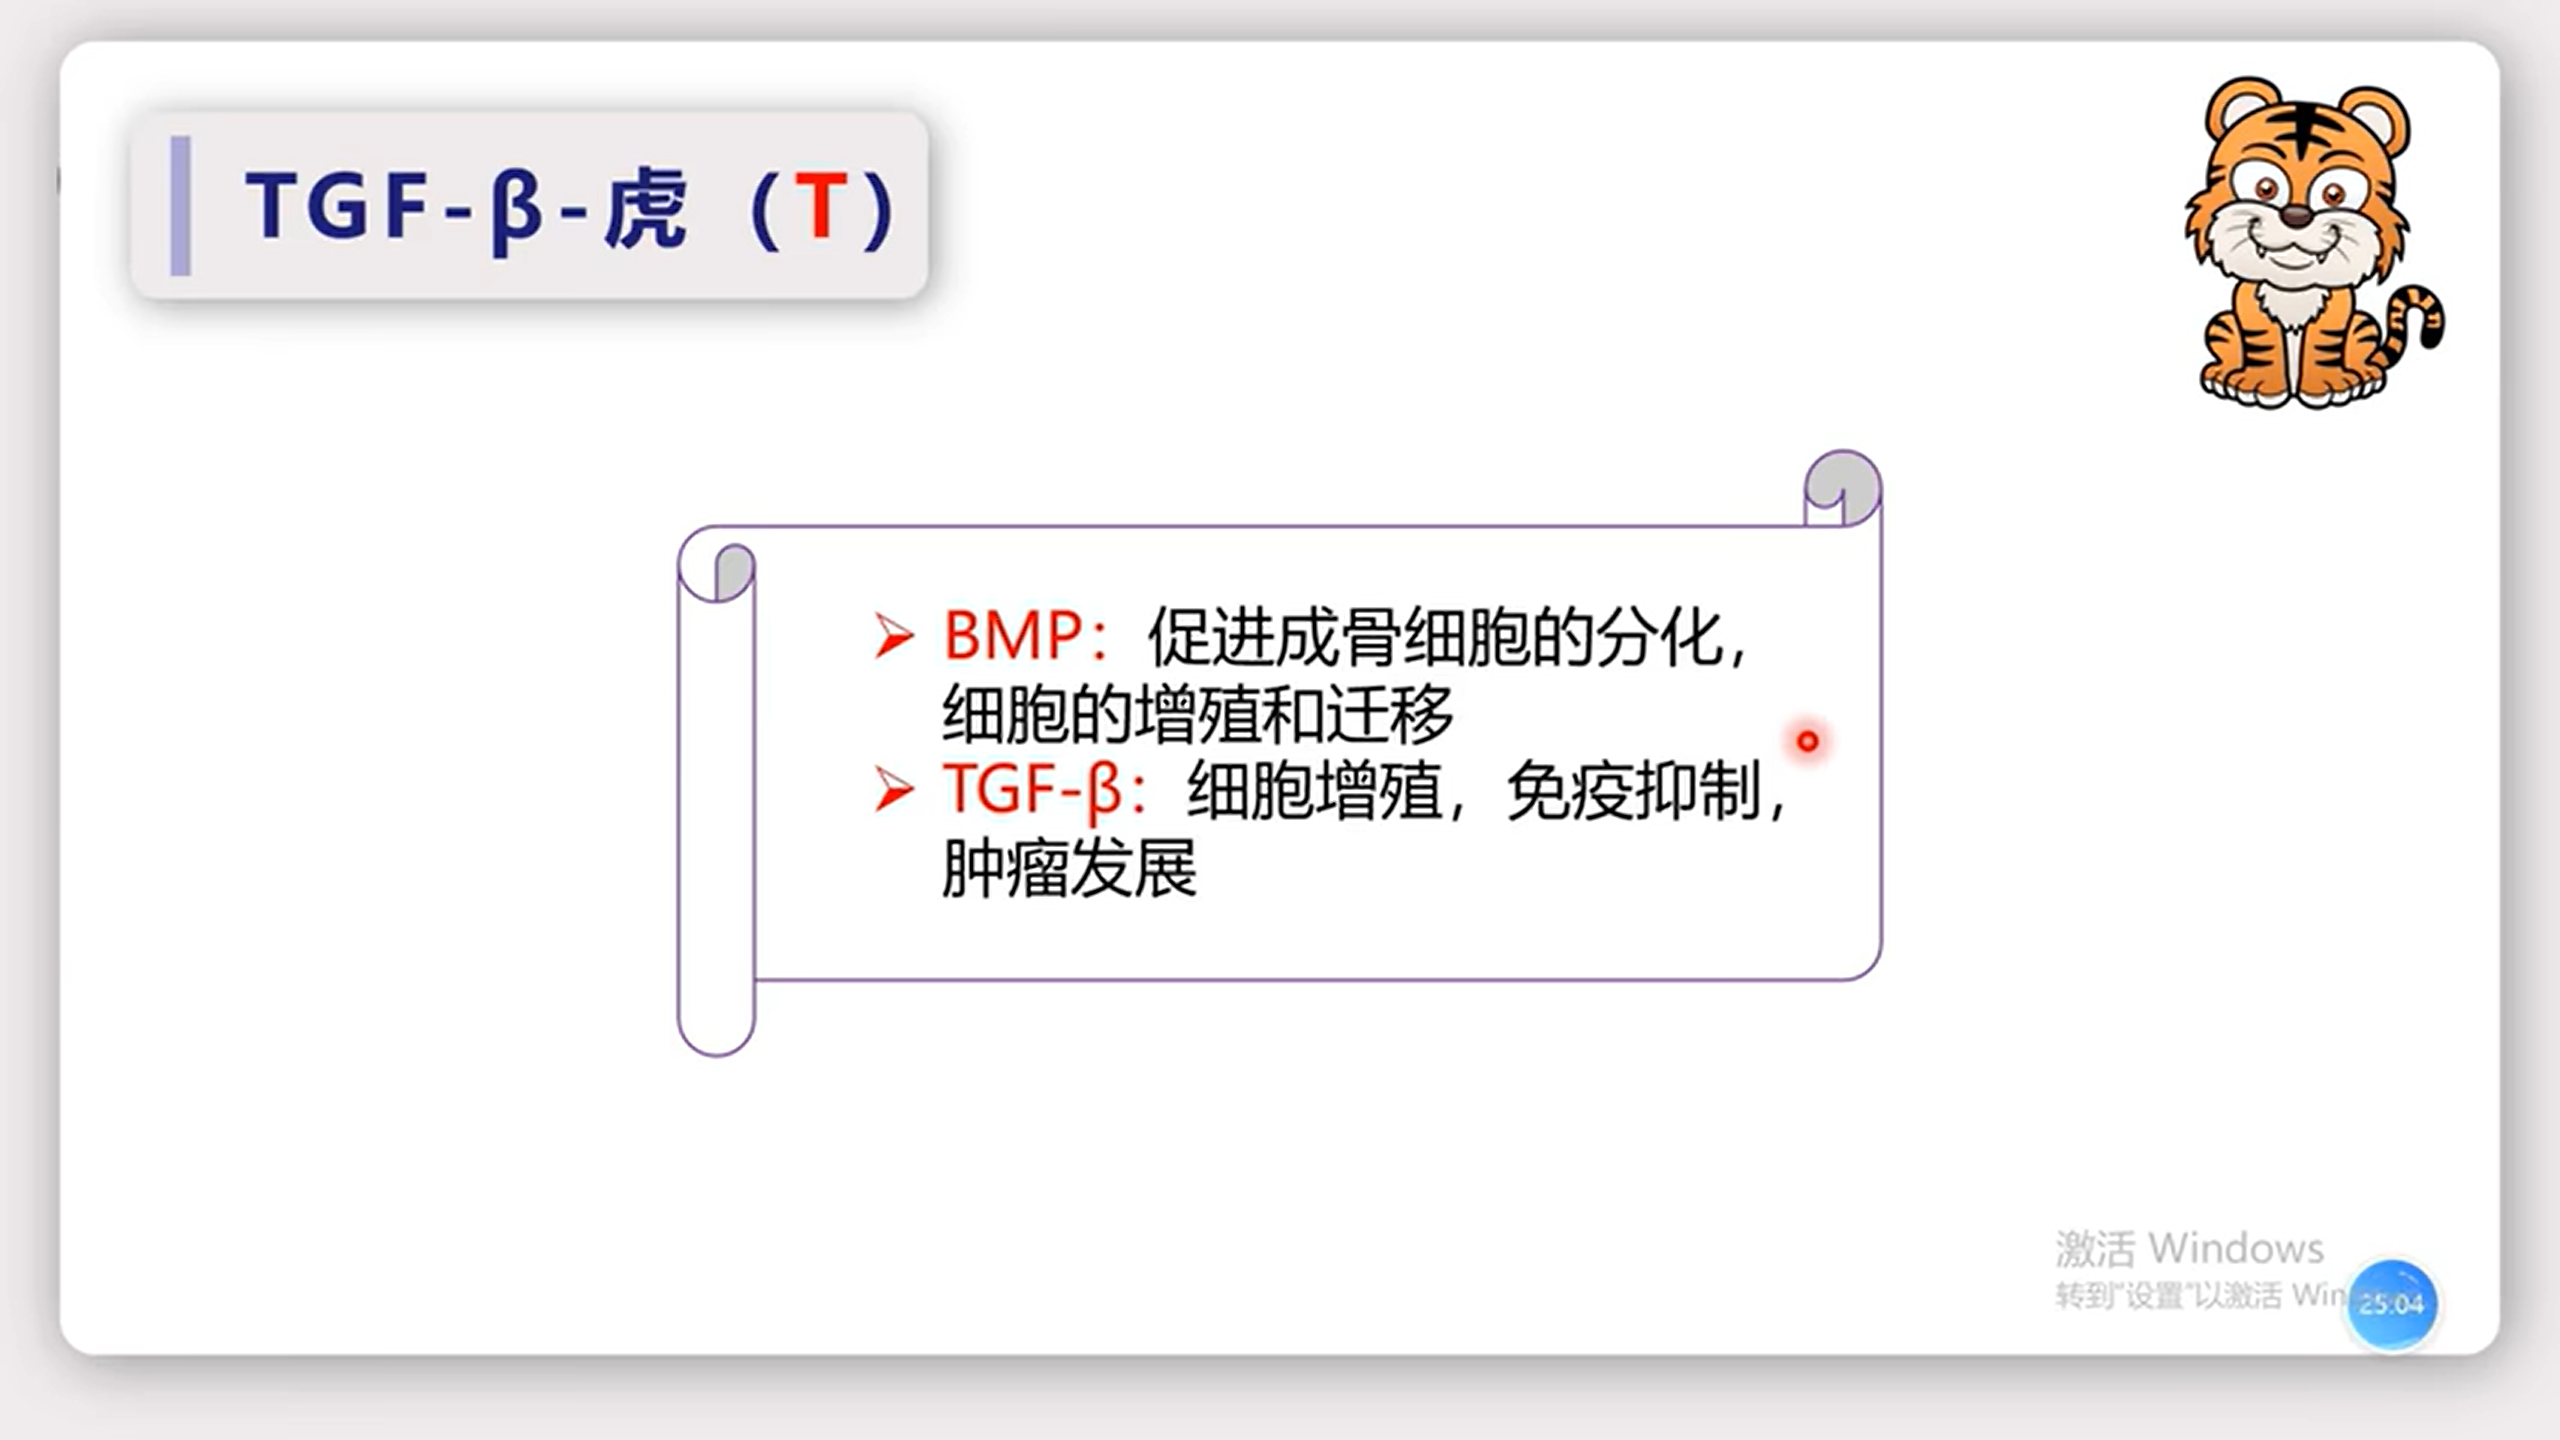 TGF-β-虎（T）
BMP：促进成骨细胞的分化，
细胞的增殖和迁移
TGF-β：细胞增殖，免疫抑制，
肿瘤发展
激活 Windows
转到"设置"以激活 Win
25:04